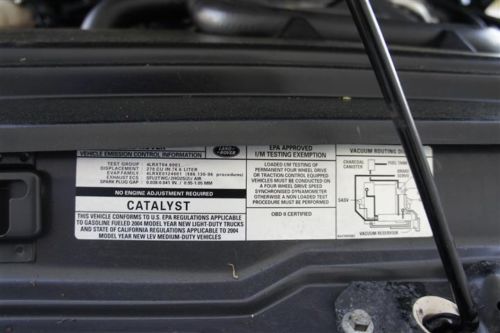 LAND ROVER
VEHICLE EMISSION CONTROL INFORMATION
TEST GROUP :
DISPLACEMENT :
EVAP.FAMILY :
EXHAUST ECS
SPARK PLUG GAP :
NO ENGINE ADJUSTMENT REQUIRED
CATALYST
THIS VEHICLE CONFORMS TO U.S. EPA REGULATIONS APPLICABLE
TO GASOLINE FUELED 2004 MODEL YEAR NEW LIGHT-DUTY TRUCKS
AND STATE OF CALIFORNIA REGULATIONS APPLICABLE TO 2004
MODEL YEAR NEW LEV MEDIUM-DUTY VEHICLES
EPA APPROVED
I/M TESTING EXEMPTION
LOADED I/M TESTING OF
PERMANENT FOUR WHEEL DRIVE
OR TRACTION CONTROL EQUIPPED
VEHICLES MUST BE CONDUCTED ON
A FOUR WHEEL DRIVE SPEED
SYNCHRONISED DYNAMOMETER
OTHERWISE A NON LOADED TEST
PROCEDURE MUST BE PERFORMED
OBD II CERTIFIED
VACUUM ROUTING
CHARCOAL
CANISTER
FUEL TANK
SASV
VACUUM RESERVOIR